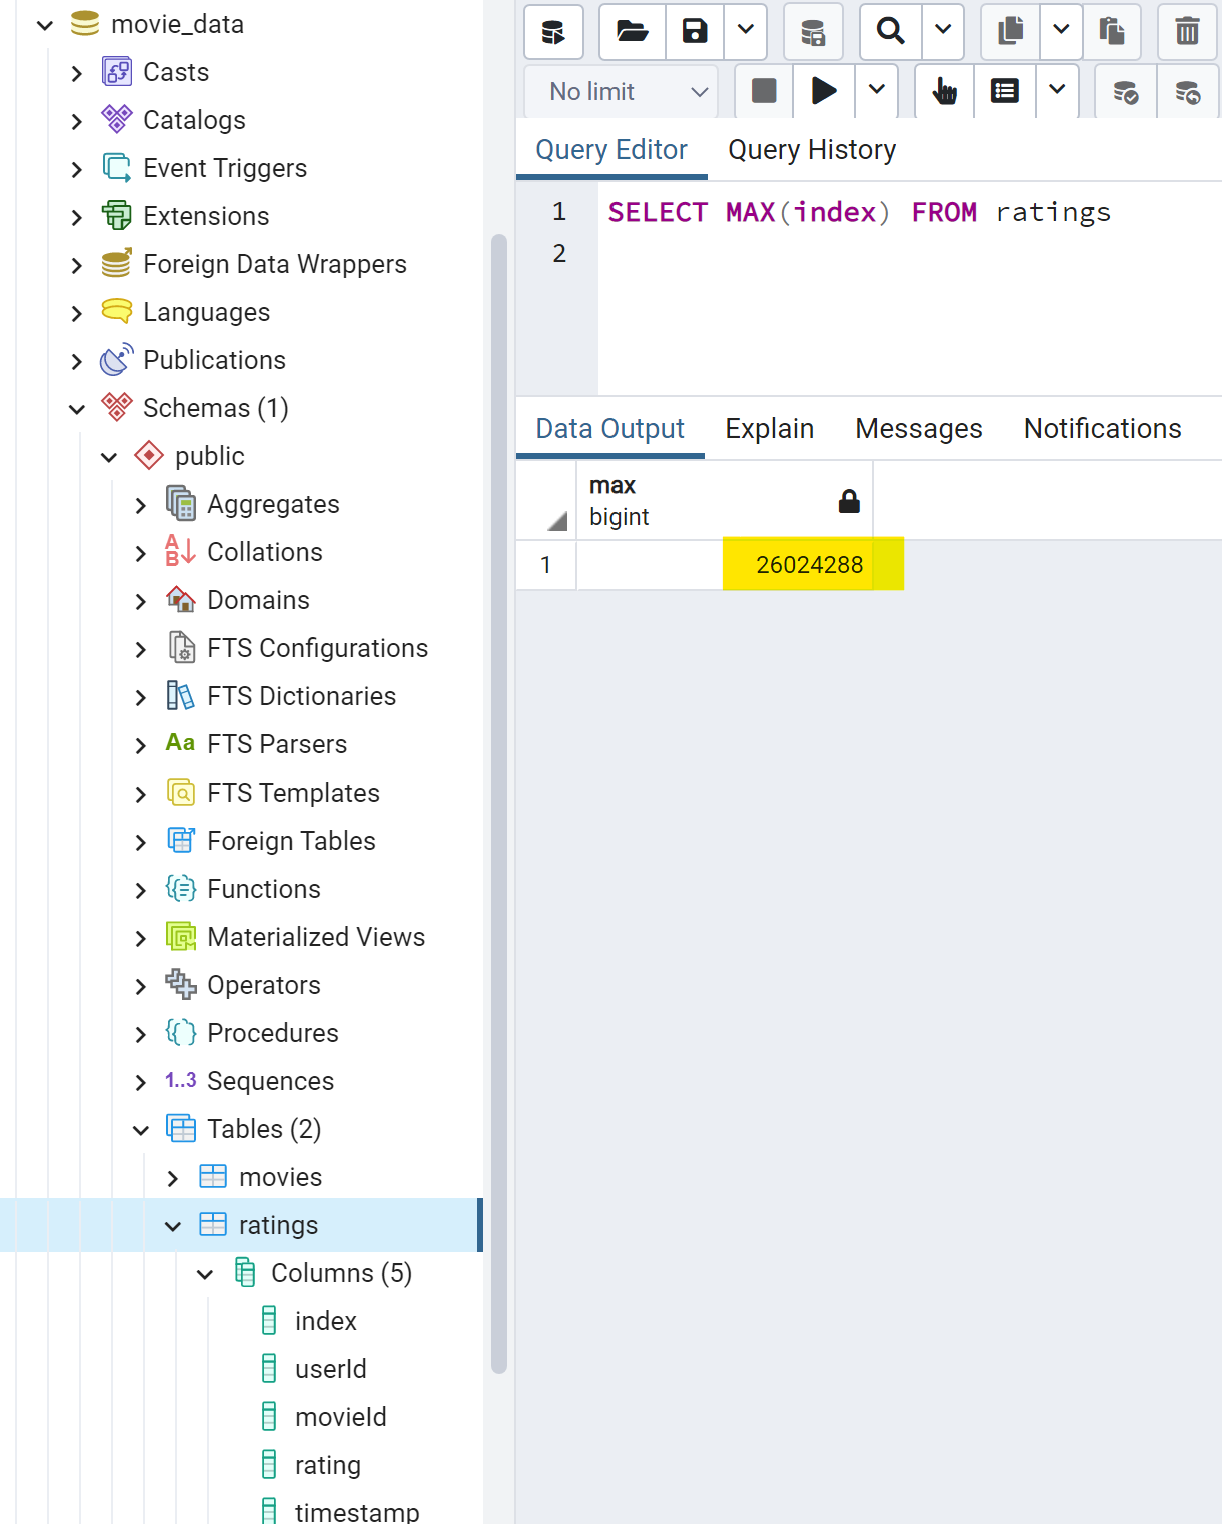 movie_data
Casts
Catalogs
Event Triggers
Extensions
Foreign Data Wrappers
Languages
Publications
Schemas (1)
public
Aggregates
A
B
Collations
Domains
FTS Configurations
FTS Dictionaries
Aa FTS Parsers
FTS Templates
Foreign Tables
Functions
Materialized Views
Operators
Procedures
1..3 Sequences
Tables (2)
movies
ratings
Columns (5)
index
userId
movieId
rating
timestamp
No limit
Query Editor Query History
1 SELECT MAX(index) FROM ratings
2
Data Output Explain Messages Notifications
max
bigint
1 26024288